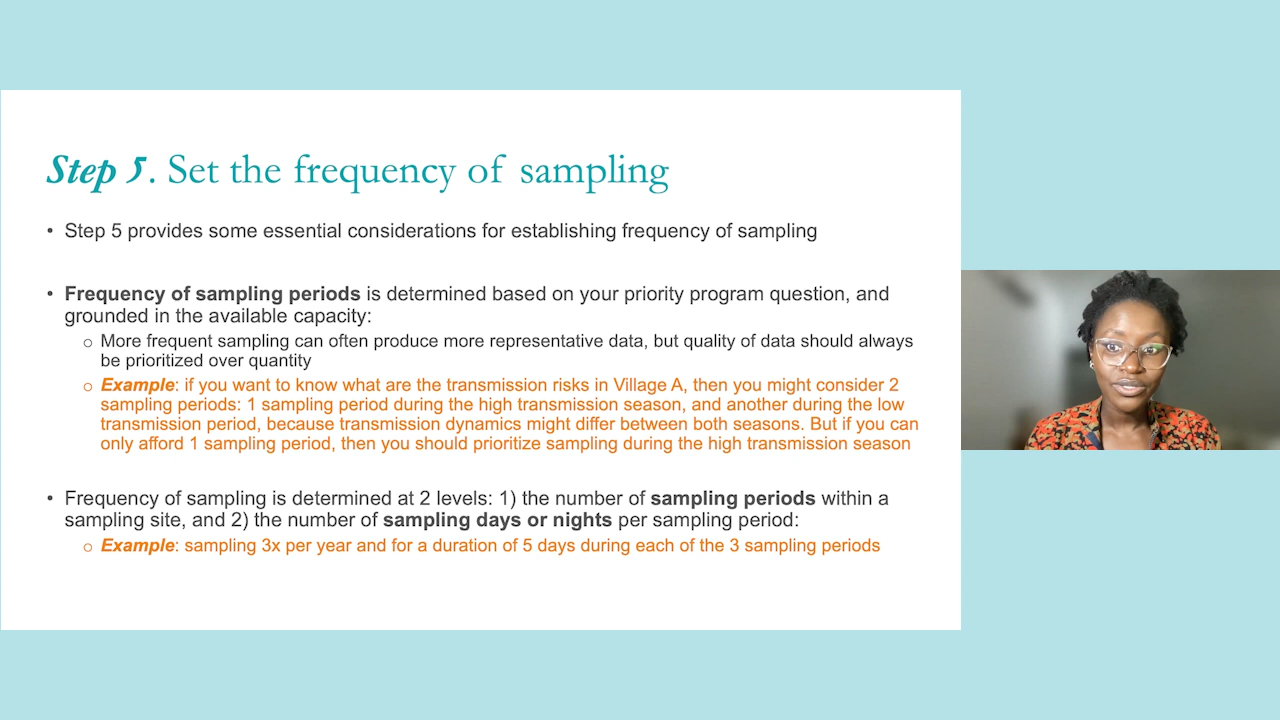 Step 5. Set the frequency of sampling
• Step 5 provides some essential considerations for establishing frequency of sampling
• Frequency of sampling periods is determined based on your priority program question, and
grounded in the available capacity:
o More frequent sampling can often produce more representative data, but quality of data should always
be prioritized over quantity
o Example: if you want to know what are the transmission risks in Village A, then you might consider 2
sampling periods: 1 sampling period during the high transmission season, and another during the low
transmission period, because transmission dynamics might differ between both seasons. But if you can
only afford 1 sampling period, then you should prioritize sampling during the high transmission season
• Frequency of sampling is determined at 2 levels: 1) the number of sampling periods within a
sampling site, and 2) the number of sampling days or nights per sampling period:
o Example: sampling 3x per year and for a duration of 5 days during each of the 3 sampling periods